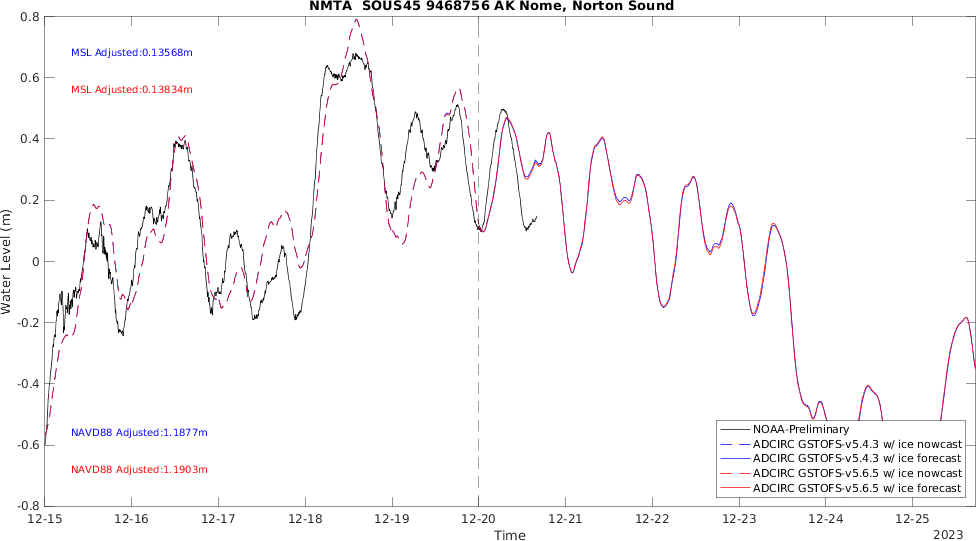 NMTA SOUS45 9468756 AK Nome, Norton Sound
0.8
MSL Adjusted:0.13568m
0.6
MSL Adjusted:0.13834m
0.4
0.2
0
-0.2
-0.4
-0.6
-0.8
Water Level (m)
NAVD88 Adjusted:1.1877m
NAVD88 Adjusted:1.1903m
NOAA-Preliminary
ADCIRC GSTOFS-v5.4.3 w/ ice nowcast
ADCIRC GSTOFS-v5.4.3 w/ ice forecast
ADCIRC GSTOFS-v5.6.5 w/ ice nowcast
ADCIRC GSTOFS-v5.6.5 w/ ice forecast
12-15 12-16 12-17 12-18 12-19 12-20 12-21 12-22 12-23 12-24 12-25
Time
2023